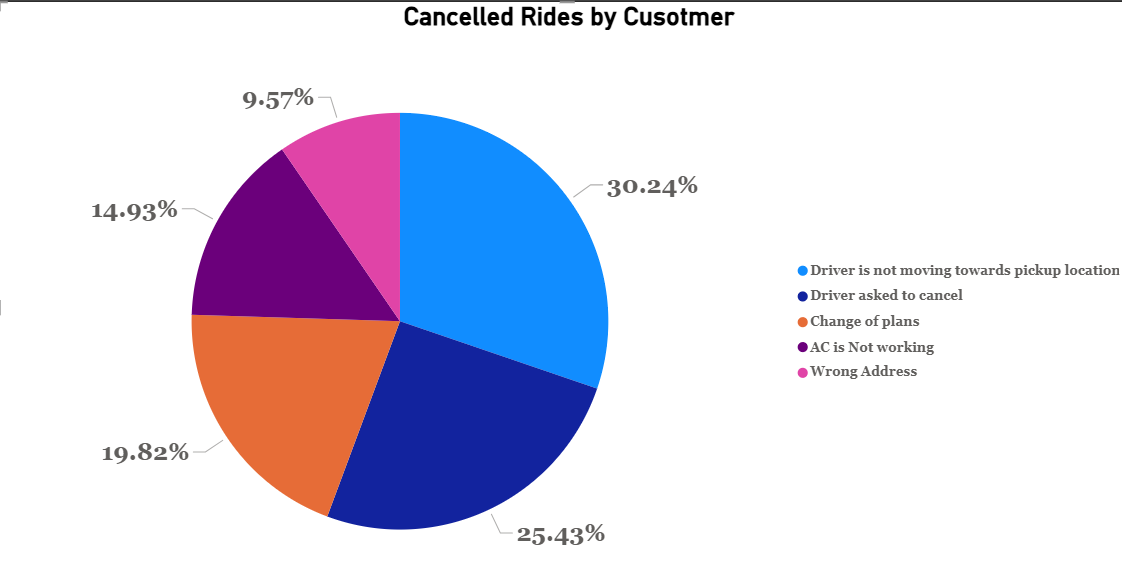 Cancelled Rides by Cusotmer
9.57%
30.24%
14.93%
19.82%
25.43%
Driver is not moving towards pickup location
Driver asked to cancel
Change of plans
AC is Not working
Wrong Address